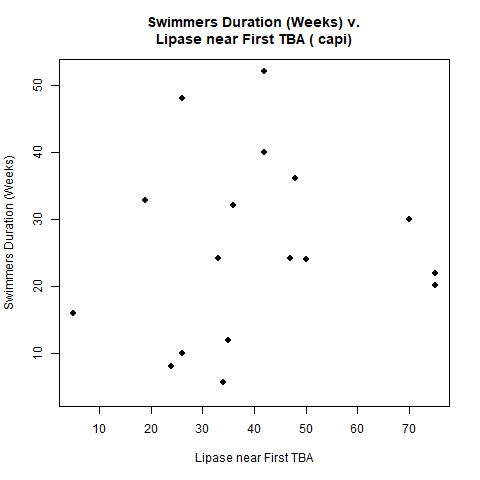 Swimmers Duration (Weeks) v.
Lipase near First TBA ( capi)
Swimmers Duration (Weeks)
50
40
30
20
10
10 20 30 40 50 60 70
Lipase near First TBA